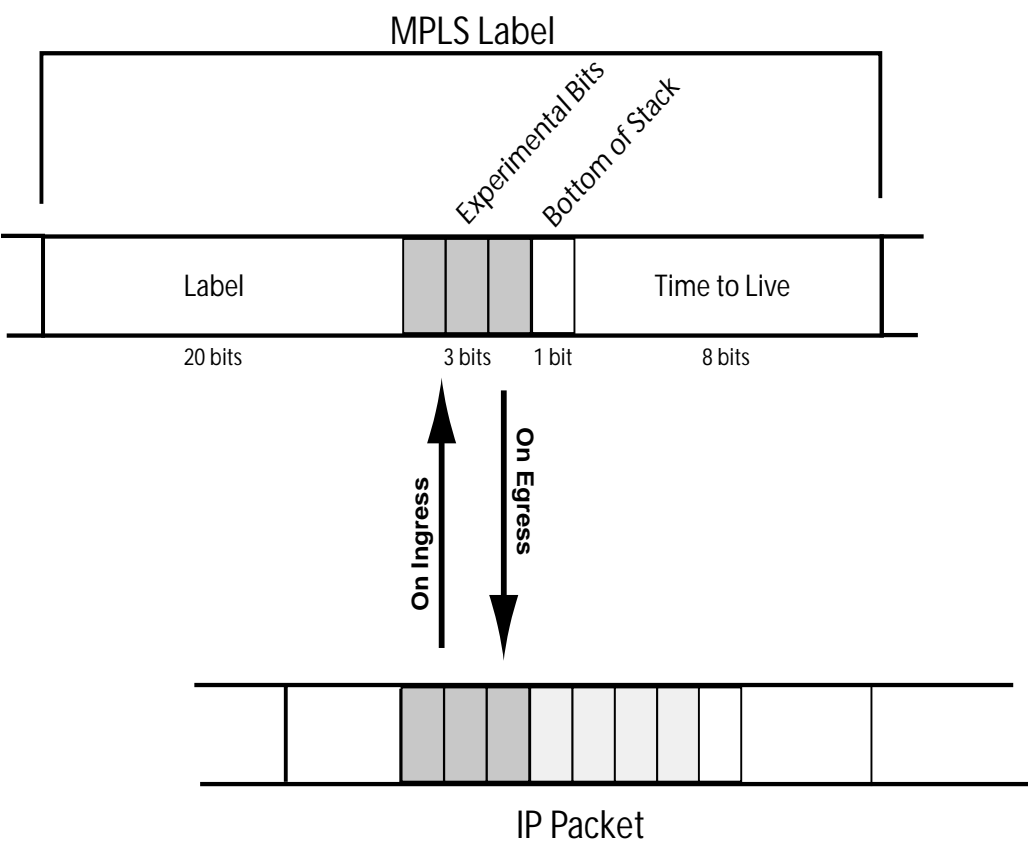 MPLS Label
Experimental Bits
Bottom of Stack
Label
Time to Live
20 bits
3 bits
1 bit
8 bits
On Ingress
On Egress
IP Packet